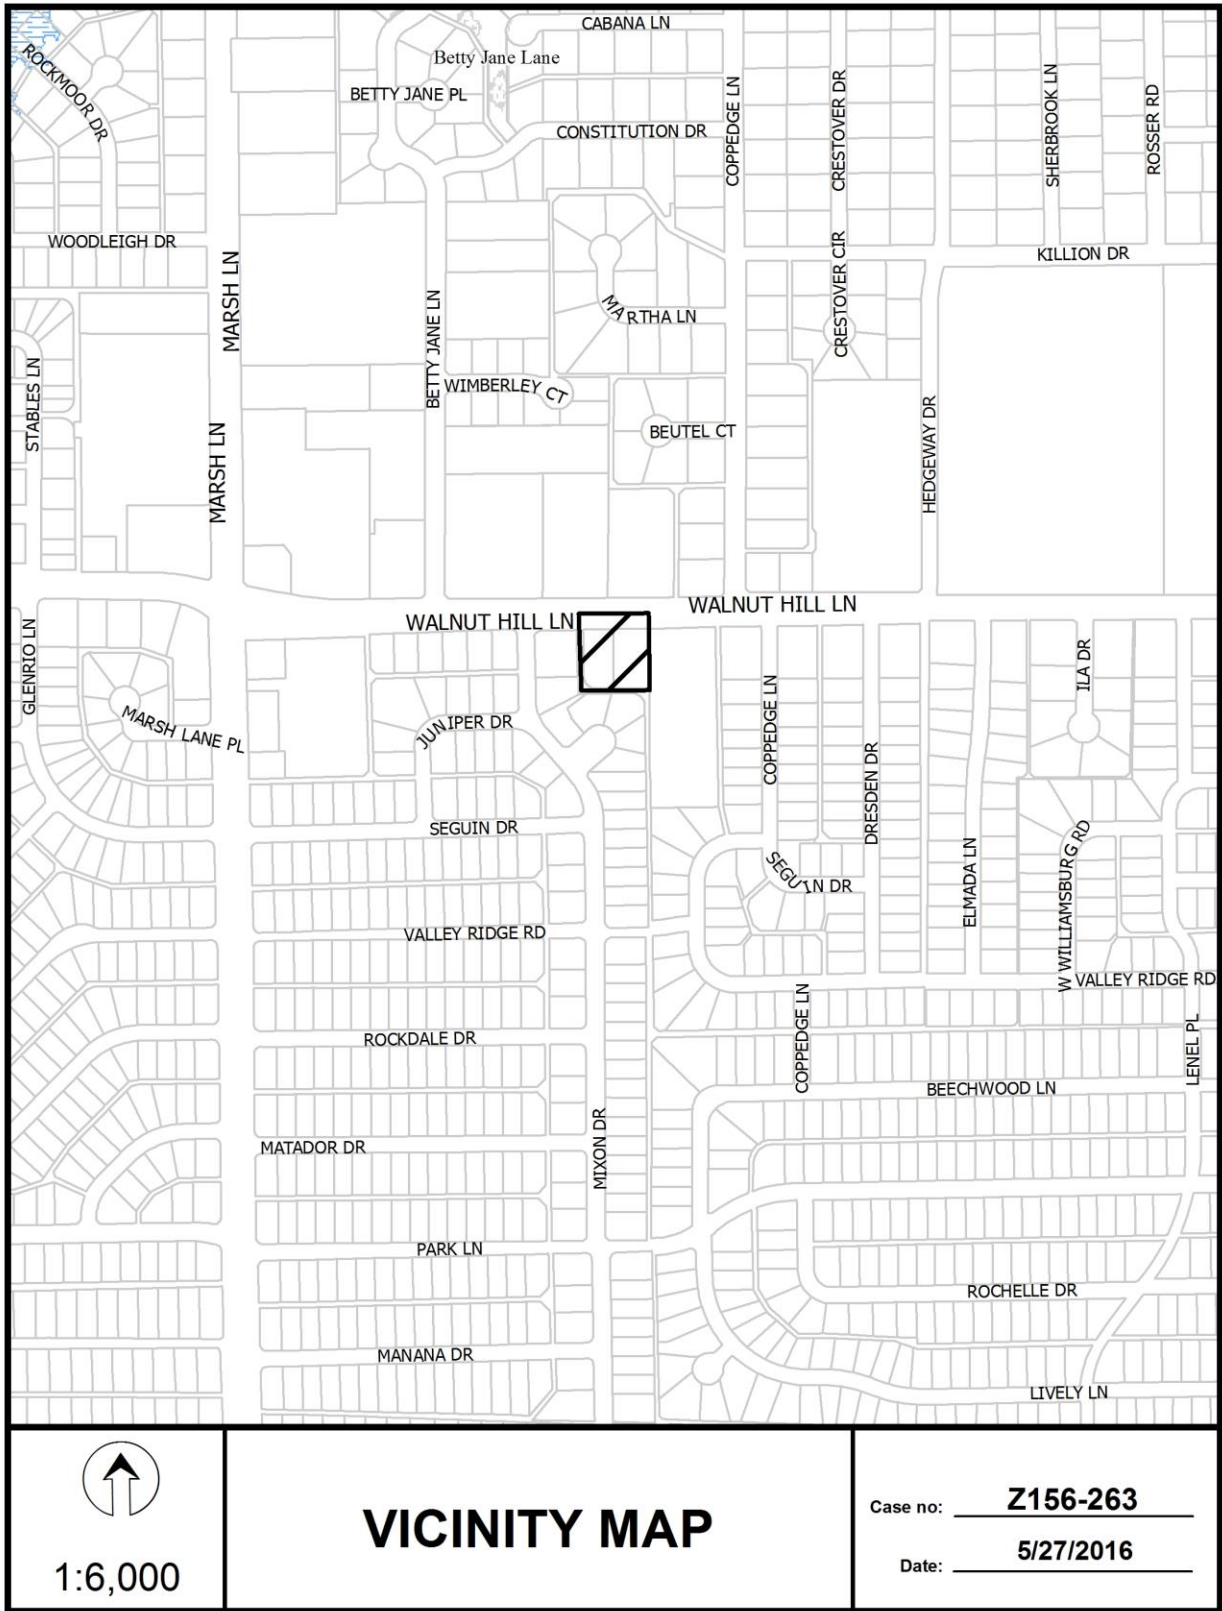 CABANA LN
Betty Jane Lane
ROCKMOOR DR
BETTY JANE PL
CONSTITUTION DR
COPPEDGE LN
CRESTOVER DR
SHERBROOK LN
ROSSER RD
WOODLEIGH DR
KILLION DR
MARSH LN
CRESTOVER CIR
MARTHA LN
BETTY JANE LN
WIMBERLEY CT
STABLES LN
BEUTEL CT
HEDGEWAY DR
MARSH LN
WALNUT HILL LN
WALNUT HILL LN
GLENRIO LN
ILA DR
MARSH LANE PL
JUNIPER DR
COPPEDGE LN
DRESDEN DR
SEGUIN DR
SEGUIN DR
ELMADA LN
W WILLIAMSBURG RD
VALLEY RIDGE RD
VALLEY RIDGE RD
ROCKDALE DR
COPPEDGE LN
LENEL PL
BEECHWOOD LN
MATADOR DR
MIXON DR
PARK LN
ROCHELLE DR
MANANA DR
LIVELY LN
1:6,000
VICINITY MAP
Case no: Z156-263
Date: 5/27/2016